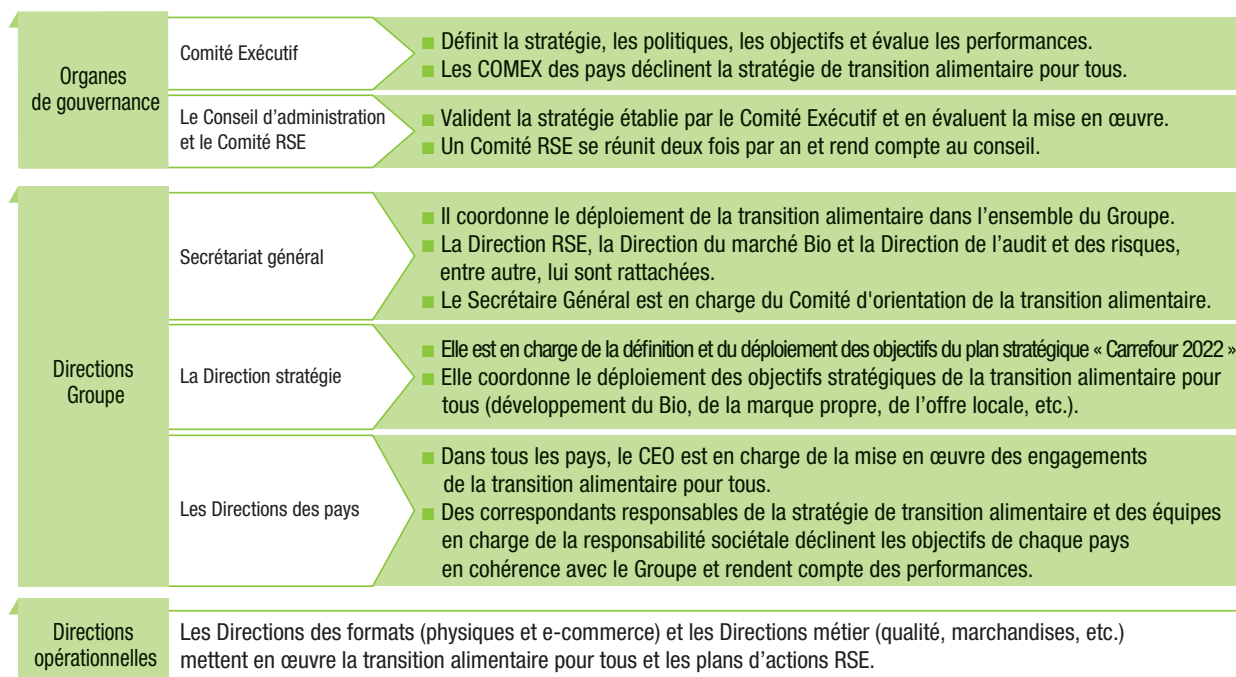 Organes
de gouvernance
Comité Exécutif
■ Définit la stratégie, les politiques, les objectifs et évalue les performances.
■ Les COMEX des pays déclinent la stratégie de transition alimentaire pour tous.
Le Conseil d'administration
et le Comité RSE
■ Valident la stratégie établie par le Comité Exécutif et en évaluent la mise en œuvre.
■ Un Comité RSE se réunit deux fois par an et rend compte au conseil.
Directions
Groupe
Secrétariat général
■ Il coordonne le déploiement de la transition alimentaire dans l'ensemble du Groupe.
■ La Direction RSE, la Direction du marché Bio et la Direction de l'audit et des risques,
entre autre, lui sont rattachées.
■ Le Secrétaire Général est en charge du Comité d'orientation de la transition alimentaire.
La Direction stratégie
■ Elle est en charge de la définition et du déploiement des objectifs du plan stratégique « Carrefour 2022 »
■ Elle coordonne le déploiement des objectifs stratégiques de la transition alimentaire pour
tous (développement du Bio, de la marque propre, de l'offre locale, etc.).
Les Directions des pays
■ Dans tous les pays, le CEO est en charge de la mise en œuvre des engagements
de la transition alimentaire pour tous.
■ Des correspondants responsables de la stratégie de transition alimentaire et des équipes
en charge de la responsabilité sociétale déclinent les objectifs de chaque pays
en cohérence avec le Groupe et rendent compte des performances.
Directions
opérationnelles
Les Directions des formats (physiques et e-commerce) et les Directions métier (qualité, marchandises, etc.)
mettent en œuvre la transition alimentaire pour tous et les plans d'actions RSE.